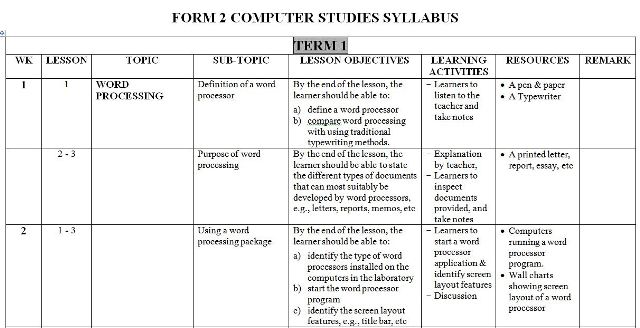 FORM 2 COMPUTER STUDIES SYLLABUS
TERM 1
WK LESSON TOPIC SUB-TOPIC LESSON OBJECTIVES LEARNING ACTIVITIES RESOURCES REMARK
1
1
WORD
PROCESSING
Definition of a word
processor
By the end of the lesson, the
learner should be able to:
a) define a word processor
b) compare word processing
with using traditional
typewriting methods.
– Learners to
listen to the
teacher and
take notes
• A pen & paper
• A Typewriter
2 - 3
Purpose of word
processing
By the end of the lesson, the
learner should be able to state
the different types of documents
that can most suitably be
developed by word processors,
e.g., letters, reports, memos, etc
– Explanation
by teacher,
– Learners to
inspect
documents
provided, and
take notes
• A printed letter,
report, essay, etc
2
1 - 3
Using a word
processing package
By the end of the lesson, the
learner should be able to:
a) identify the type of word
processors installed on the
computers in the laboratory
b) start the word processor
program
c) identify the screen layout
features, e.g., title bar, etc
– Learners to
start a word
processor
application &
identify screen
layout features
– Discussion
• Computers
running a word
processor
program.
• Wall charts
showing screen
layout of a word
processor